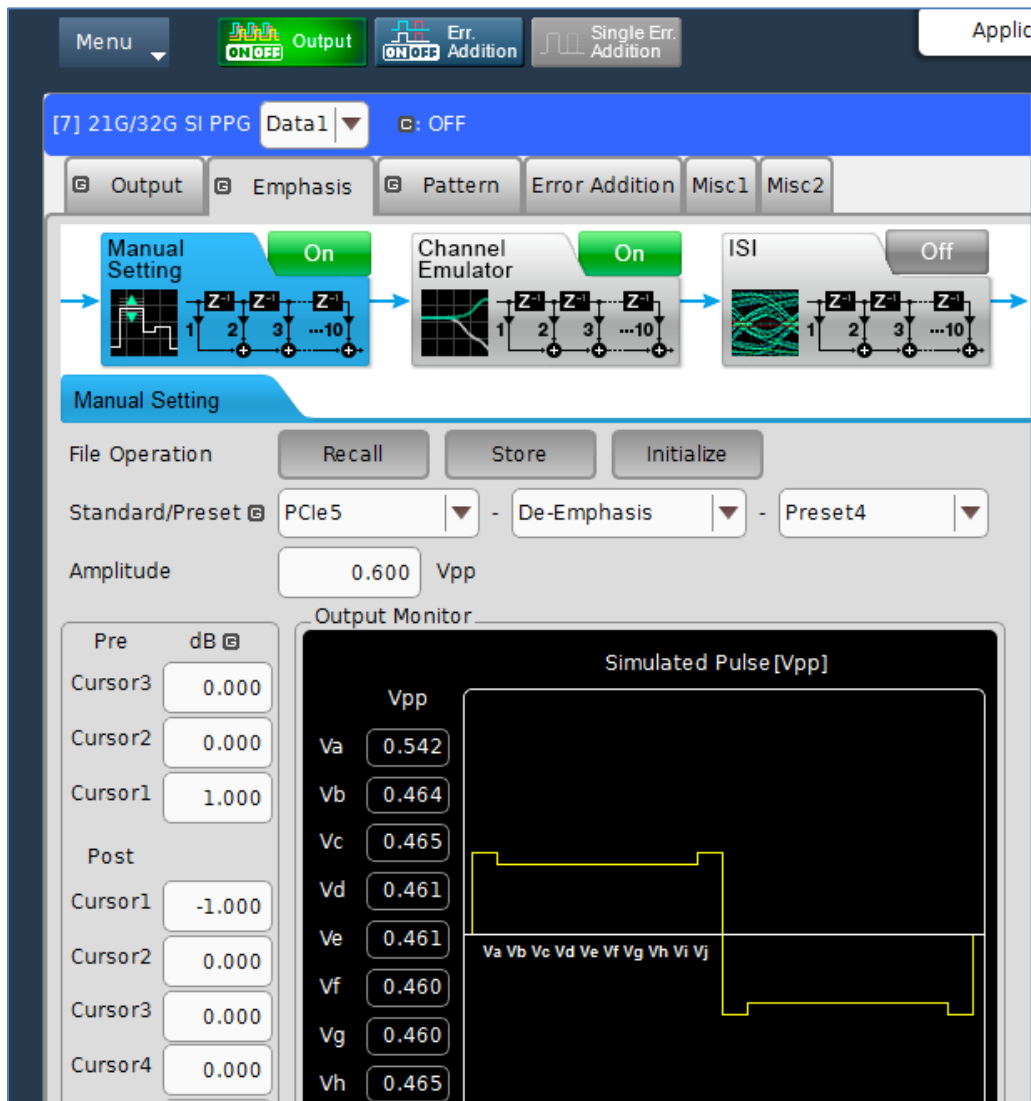 Menu
ON OFF Output
ON OFF Err. Addition
Single Err. Addition
[7] 21G/32G SI PPG Data1 C: OFF
G Output G Emphasis G Pattern Error Addition Misc1 Misc2
Manual Setting On
Channel Emulator On
ISI Off
Z⁻¹ Z⁻¹ Z⁻¹ Z⁻¹ Z⁻¹ Z⁻¹ Z⁻¹ Z⁻¹ Z⁻¹
1 2 3 ...10 1 2 3 ...10 1 2 3 ...10
Manual Setting
File Operation Recall Store Initialize
Standard/Preset G PCIe5 - De-Emphasis - Preset4
Amplitude 0.600 Vpp
Output Monitor
Pre dB G
Cursor3 0.000
Cursor2 0.000
Cursor1 1.000
Post
Cursor1 -1.000
Cursor2 0.000
Cursor3 0.000
Cursor4 0.000
Simulated Pulse[Vpp]
Vpp
Va 0.542
Vb 0.464
Vc 0.465
Vd 0.461
Ve 0.461
Vf 0.460
Vg 0.460
Vh 0.465
Va Vb Vc Vd Ve Vf Vg Vh Vi Vj